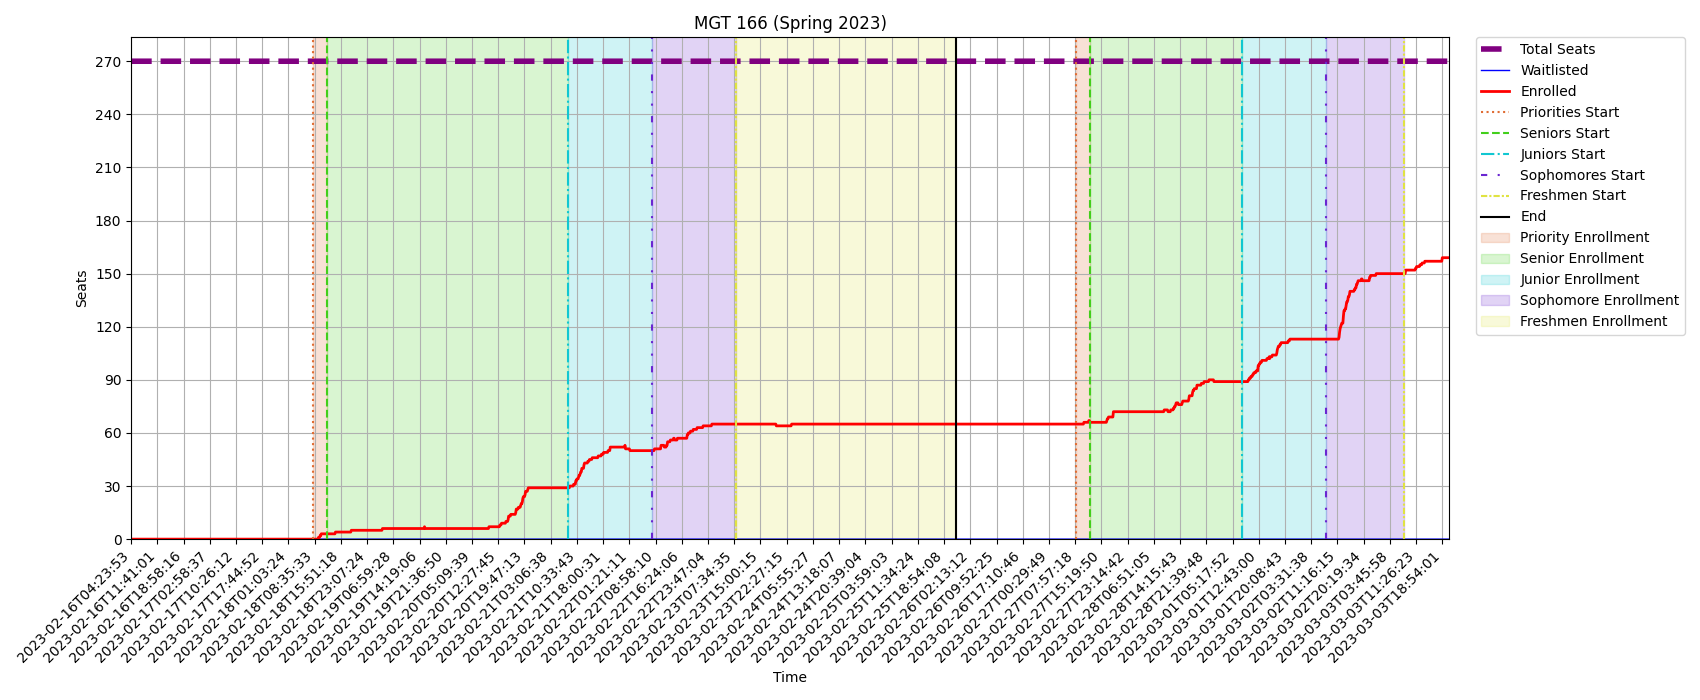 MGT 166 (Spring 2023)
Seats
270
240
210
180
150
120
90
60
30
0
2023-02-16T04:23:53
2023-02-16T11:41:01
2023-02-16T18:58:16
2023-02-17T02:58:37
2023-02-17T10:26:12
2023-02-17T17:44:52
2023-02-18T01:03:24
2023-02-18T08:35:33
2023-02-18T15:51:18
2023-02-18T23:07:24
2023-02-19T06:59:28
2023-02-19T14:19:06
2023-02-19T21:36:50
2023-02-20T05:09:39
2023-02-20T12:27:45
2023-02-20T19:47:13
2023-02-21T03:06:38
2023-02-21T10:33:43
2023-02-21T18:00:31
2023-02-22T01:21:11
2023-02-22T08:58:10
2023-02-22T16:24:06
2023-02-22T23:47:04
2023-02-23T07:34:35
2023-02-23T15:00:15
2023-02-23T22:27:15
2023-02-24T05:55:27
2023-02-24T13:18:07
2023-02-24T20:39:04
2023-02-25T03:59:03
2023-02-25T11:34:24
2023-02-25T18:54:08
2023-02-26T02:13:12
2023-02-26T09:52:25
2023-02-26T17:10:46
2023-02-27T00:29:49
2023-02-27T07:57:18
2023-02-27T15:19:50
2023-02-27T23:14:42
2023-02-28T06:51:05
2023-02-28T14:15:43
2023-02-28T21:39:48
2023-03-01T05:17:52
2023-03-01T12:43:00
2023-03-01T20:08:43
2023-03-02T03:31:38
2023-03-02T11:16:15
2023-03-02T20:19:34
2023-03-03T03:45:58
2023-03-03T11:26:23
2023-03-03T18:54:01
Time
Total Seats
Waitlisted
Enrolled
Priorities Start
Seniors Start
Juniors Start
Sophomores Start
Freshmen Start
End
Priority Enrollment
Senior Enrollment
Junior Enrollment
Sophomore Enrollment
Freshmen Enrollment